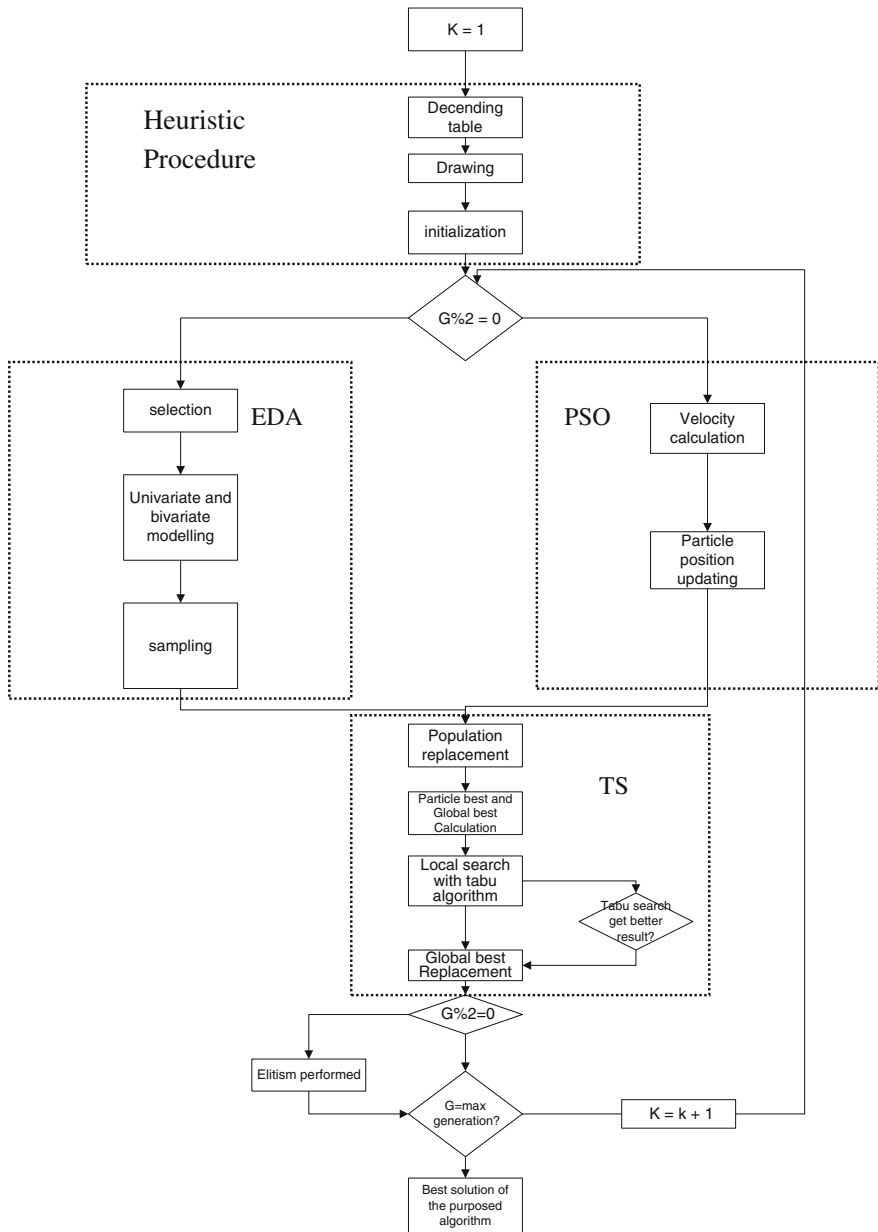 K = 1
Heuristic
Procedure
Decending
table
Drawing
initialization
G%2 = 0
selection
EDA
Univariate and
bivariate
modelling
sampling
PSO
Velocity
calculation
Particle
position
updating
Population
replacement
TS
Particle best and
Global best
Calculation
Local search
with tabu
algorithm
Tabu search
get better
result?
Global best
Replacement
G%2=0
Elitism performed
G=max
generation?
K = k + 1
Best solution of
the purposed
algorithm